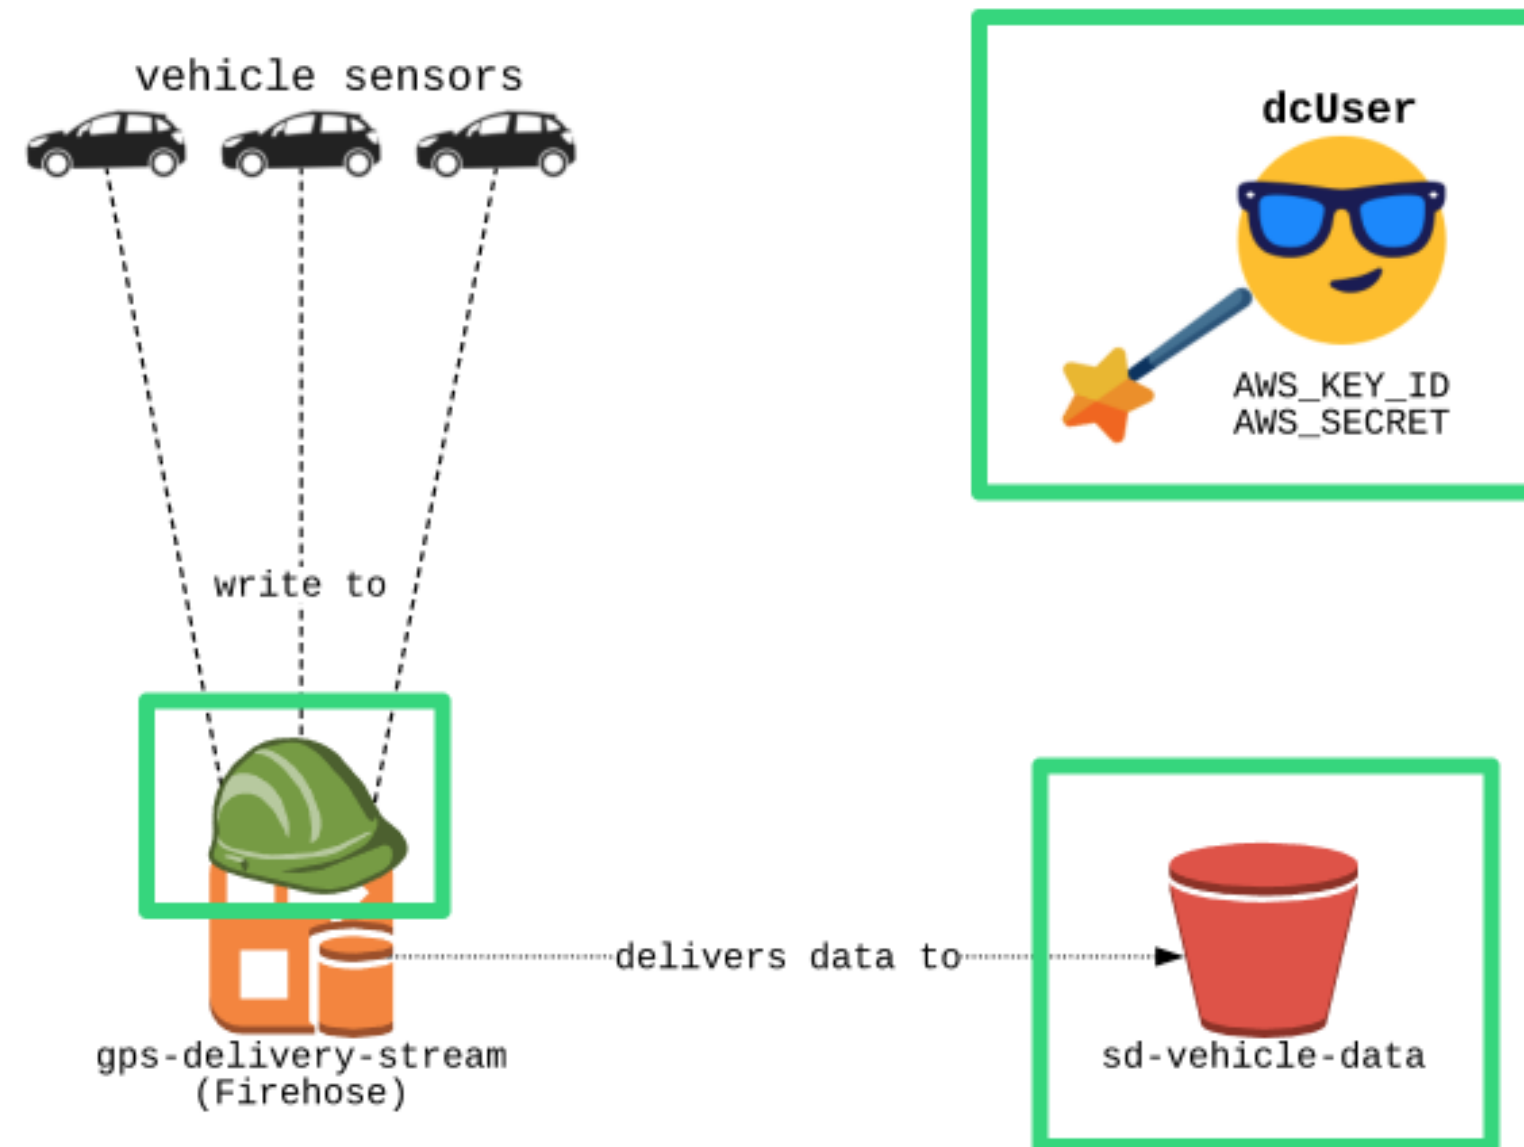 vehicle sensors
dcUser
AWS_KEY_ID
AWS_SECRET
write to
delivers data to
gps-delivery-stream
(Firehose)
sd-vehicle-data